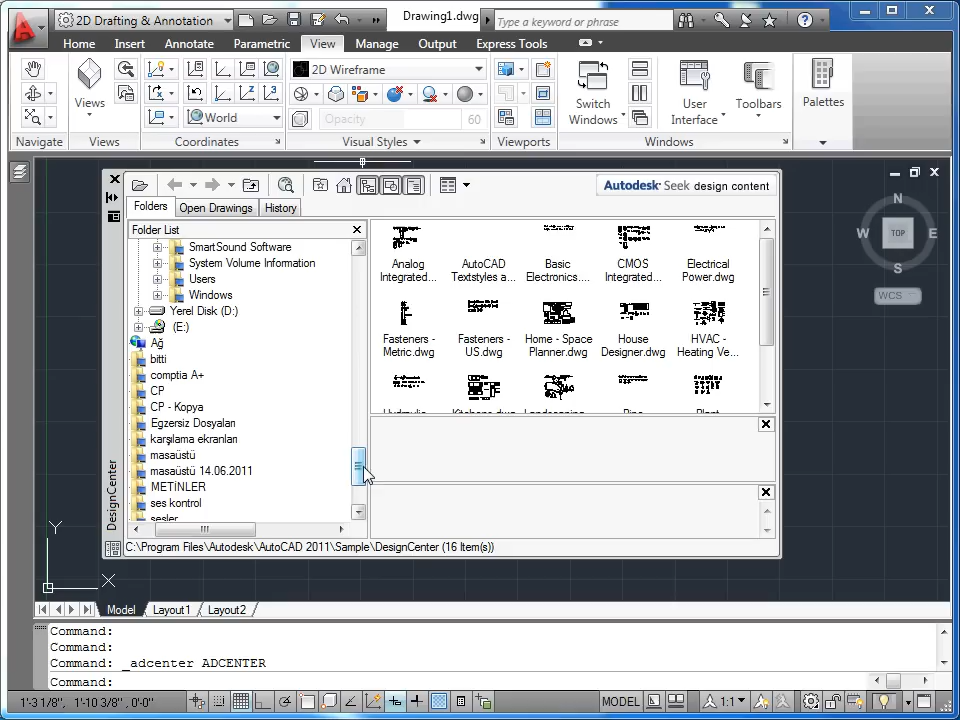 2D Drafting & Annotation
Drawing1.dwg
Type a keyword or phrase
Home
Insert
Annotate
Parametric
View
Manage
Output
Express Tools
Views
World
2D Wireframe
Opacity
60
Switch
Windows
User
Interface
Toolbars
Palettes
Navigate
Views
Coordinates
Visual Styles
Viewports
Windows
Autodesk® Seek design content
Folders
Open Drawings
History
Folder List
SmartSound Software
System Volume Information
Users
Windows
Yerel Disk (D:)
(E:)
Ağ
bitti
comptia A+
CP
CP - Kopya
Egzersiz Dosyaları
karşılama ekranları
masaüstü
masaüstü 14.06.2011
METİNLER
ses kontrol
sesler
Analog
Integrated...
AutoCAD
Textstyles a...
Basic
Electronics....
CMOS
Integrated...
Electrical
Power.dwg
Fasteners -
Metric.dwg
Fasteners -
US.dwg
Home - Space
Planner.dwg
House
Designer.dwg
HVAC -
Heating Ve...
DesignCenter
C:\Program Files\Autodesk\AutoCAD 2011\Sample\DesignCenter (16 Item(s))
N
W
TOP
E
S
WCS
Y
X
Model
Layout1
Layout2
Command:
Command:
Command: _adcenter ADCENTER
Command:
1'-3 1/8", 1'-10 3/8", 0'-0"
MODEL
1:1